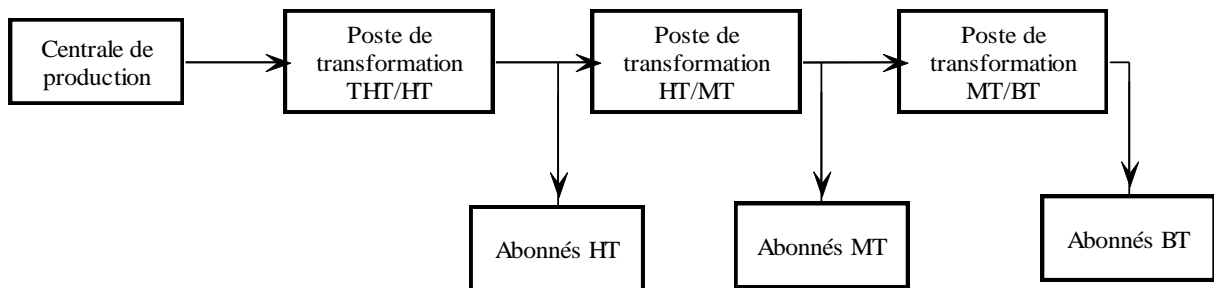 Centrale de
production
Poste de
transformation
THT/HT
Poste de
transformation
HT/MT
Poste de
transformation
MT/BT
Abonnés HT
Abonnés MT
Abonnés BT